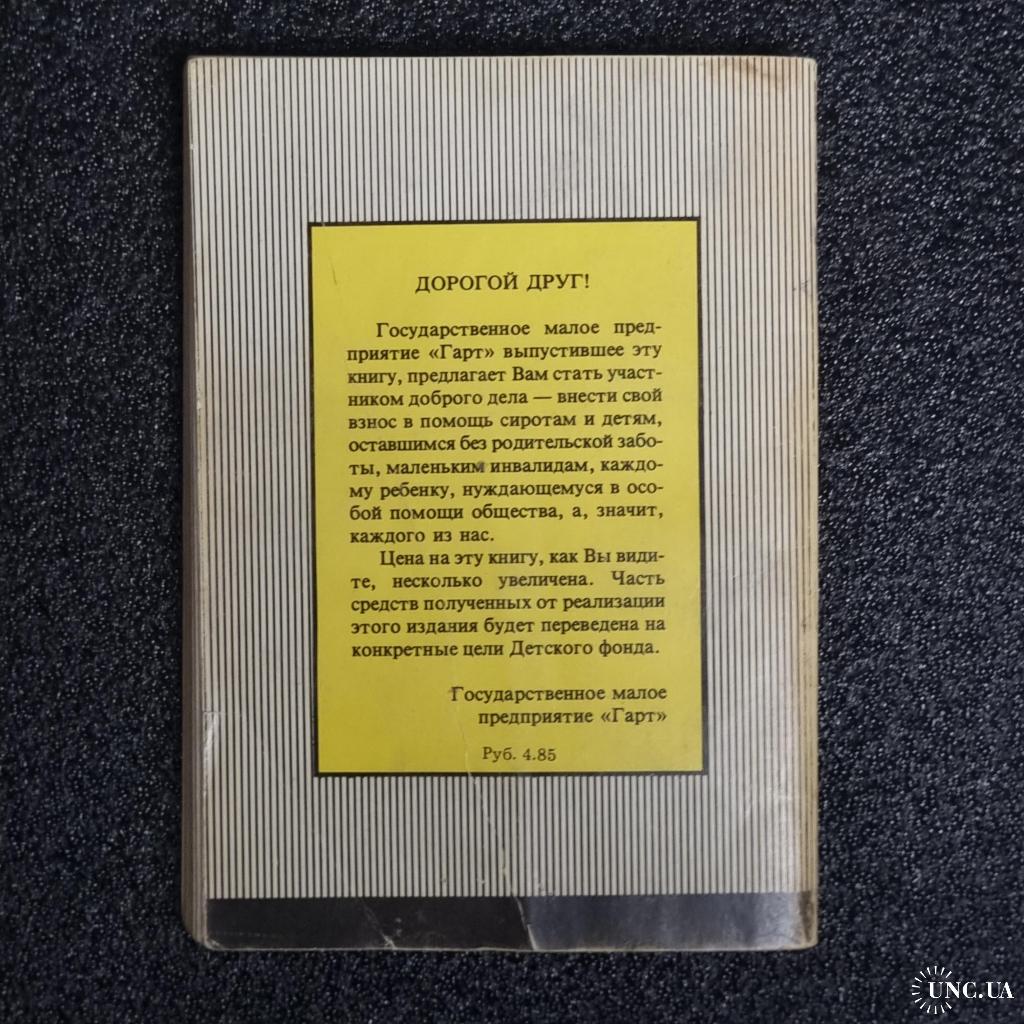 ДОРОГОЙ ДРУГ!
Государственное малое пред-
приятие «Гарт» выпустившее эту
книгу, предлагает Вам стать участ-
ником доброго дела — внести свой
взнос в помощь сиротам и детям,
оставшимся без родительской забо-
ты, маленьким инвалидам, каждо-
му ребенку, нуждающемуся в осо-
бой помощи общества, а, значит,
каждого из нас.
Цена на эту книгу, как Вы види-
те, несколько увеличена. Часть
средств полученных от реализации
этого издания будет переведена на
конкретные цели Детского фонда.
Государственное малое
предприятие «Гарт»
Руб. 4.85
UNC.UA